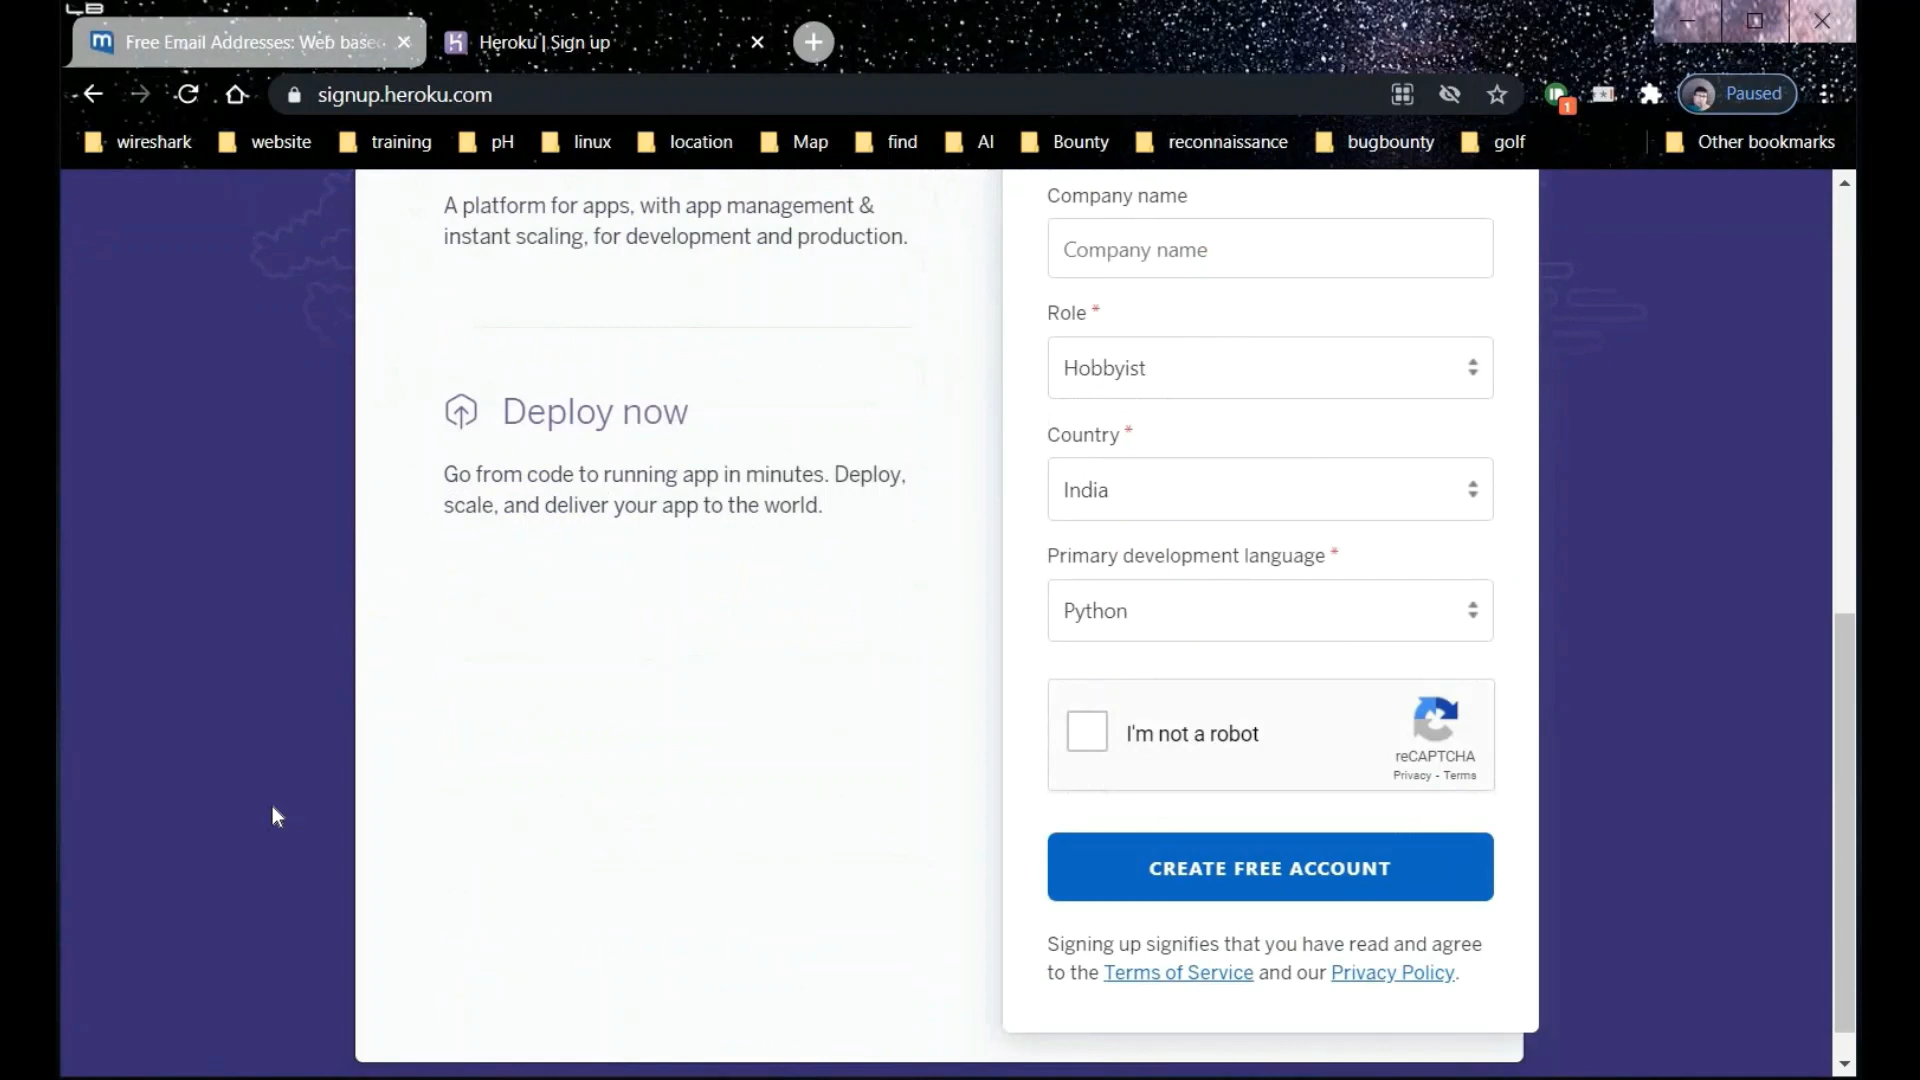 Free Email Addresses: Web based
Heroku | Sign up
signup.heroku.com
1
Paused
wireshark
website
training
pH
linux
location
Map
find
AI
Bounty
reconnaissance
bugbounty
golf
Other bookmarks
A platform for apps, with app management &
instant scaling, for development and production.
Deploy now
Go from code to running app in minutes. Deploy,
scale, and deliver your app to the world.
Company name
Company name
Role *
Hobbyist
Country *
India
Primary development language *
Python
I'm not a robot
reCAPTCHA
Privacy - Terms
CREATE FREE ACCOUNT
Signing up signifies that you have read and agree
to the Terms of Service and our Privacy Policy.